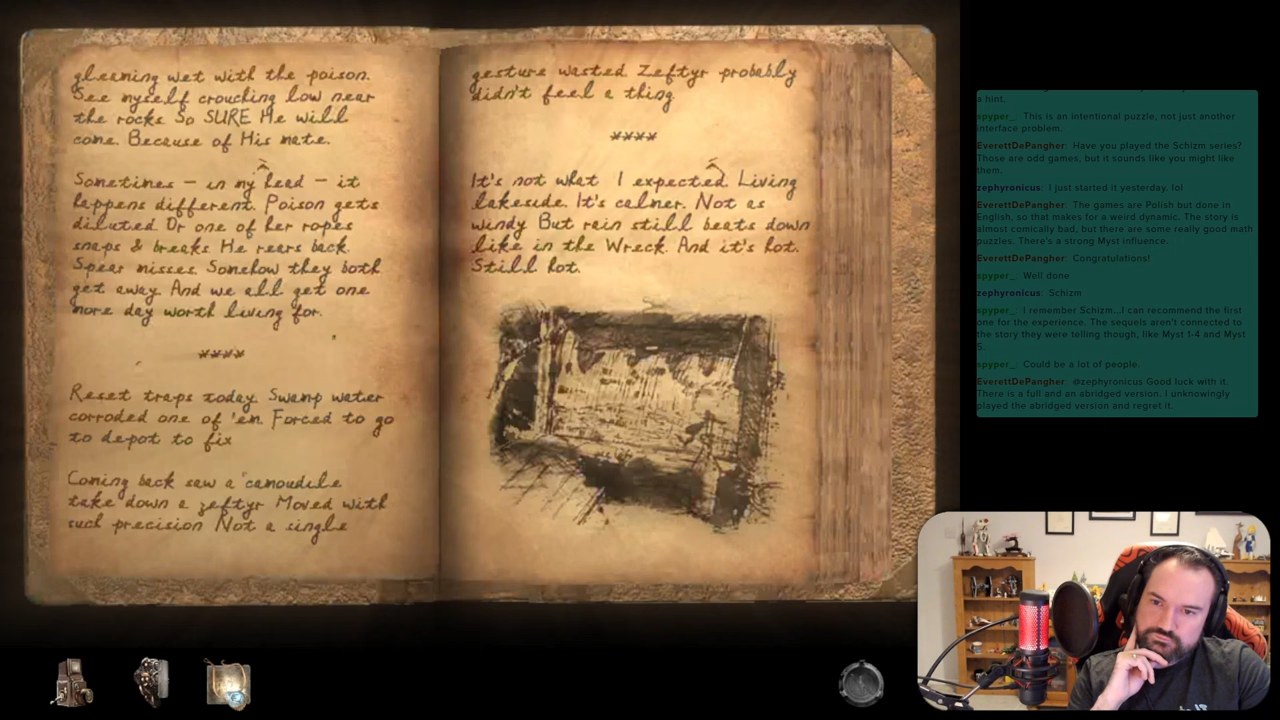 gleaming wet with the poison.
See myself crouching low near
the rocks So SURE He will
come. Because of His mate.
Sometimes – in my head – it
happens different. Poison gets
diluted Or one of her ropes
snaps & breaks He rears back.
Spear misses Somehow they both
get away. And we all get one
more day worth living for.
****
Reset traps today. Swamp water
corroded one of 'em Forced to go
to depot to fix
Coming back saw a camoudile
take down a zeftyr Moved with
such precision Not a single
gesture wasted Zeftyr probably
didn't feel a thing
****
It's not what I expected. Living
lakeside. It's calmer. Not as
windy But rain still beats down
like in the Wreck. And it's hot.
Still hot.
a hint.
spyper_: This is an intentional puzzle, not just another
interface problem.
EverettDePangher: Have you played the Schizm series?
Those are odd games, but it sounds like you might like
them.
zephyronicus: I just started it yesterday. lol
EverettDePangher: The games are Polish but done in
English, so that makes for a weird dynamic. The story is
almost comically bad, but there are some really good math
puzzles. There's a strong Myst influence.
EverettDePangher: Congratulations!
spyper_: Well done
zephyronicus: Schizm
spyper_: I remember Schizm...I can recommend the first
one for the experience. The sequels aren't connected to
the story they were telling though, like Myst 1-4 and Myst
5.
spyper_: Could be a lot of people.
EverettDePangher: @zephyronicus Good luck with it.
There is a full and an abridged version. I unknowingly
played the abridged version and regret it.